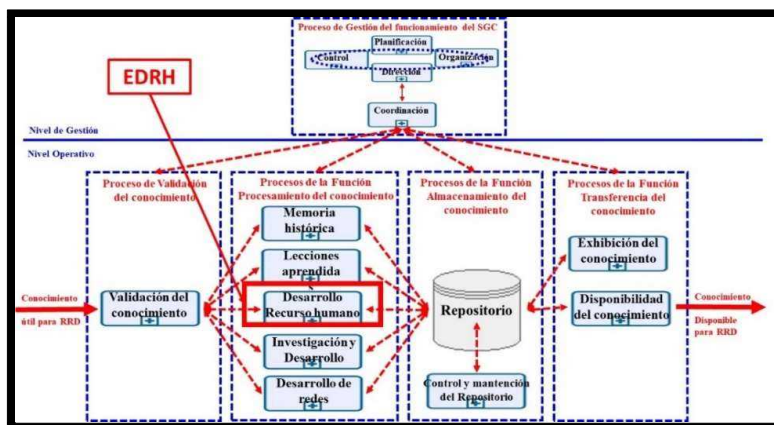 Proceso de Gestión del funcionamiento del SGC
Planificación
Control
Organización
Dirección
Coordinación
EDRH
Nivel de Gestión
Nivel Operativo
Proceso de Validación
del conocimiento
Procesos de la Función
Procesamiento del conocimiento
Procesos de la Función
Almacenamiento del
conocimiento
Procesos de la Función
Transferencia del
conocimiento
Memoria
histórica
Lecciones
aprendida
s
Desarrollo
Recurso humano
Investigación y
Desarrollo
Desarrollo de
redes
Conocimiento
útil para RRD
Validación del
conocimiento
Repositorio
Control y mantención
del Repositorio
Exhibición del
conocimiento
Disponibilidad
del conocimiento
Conocimiento
Disponible
para RRD